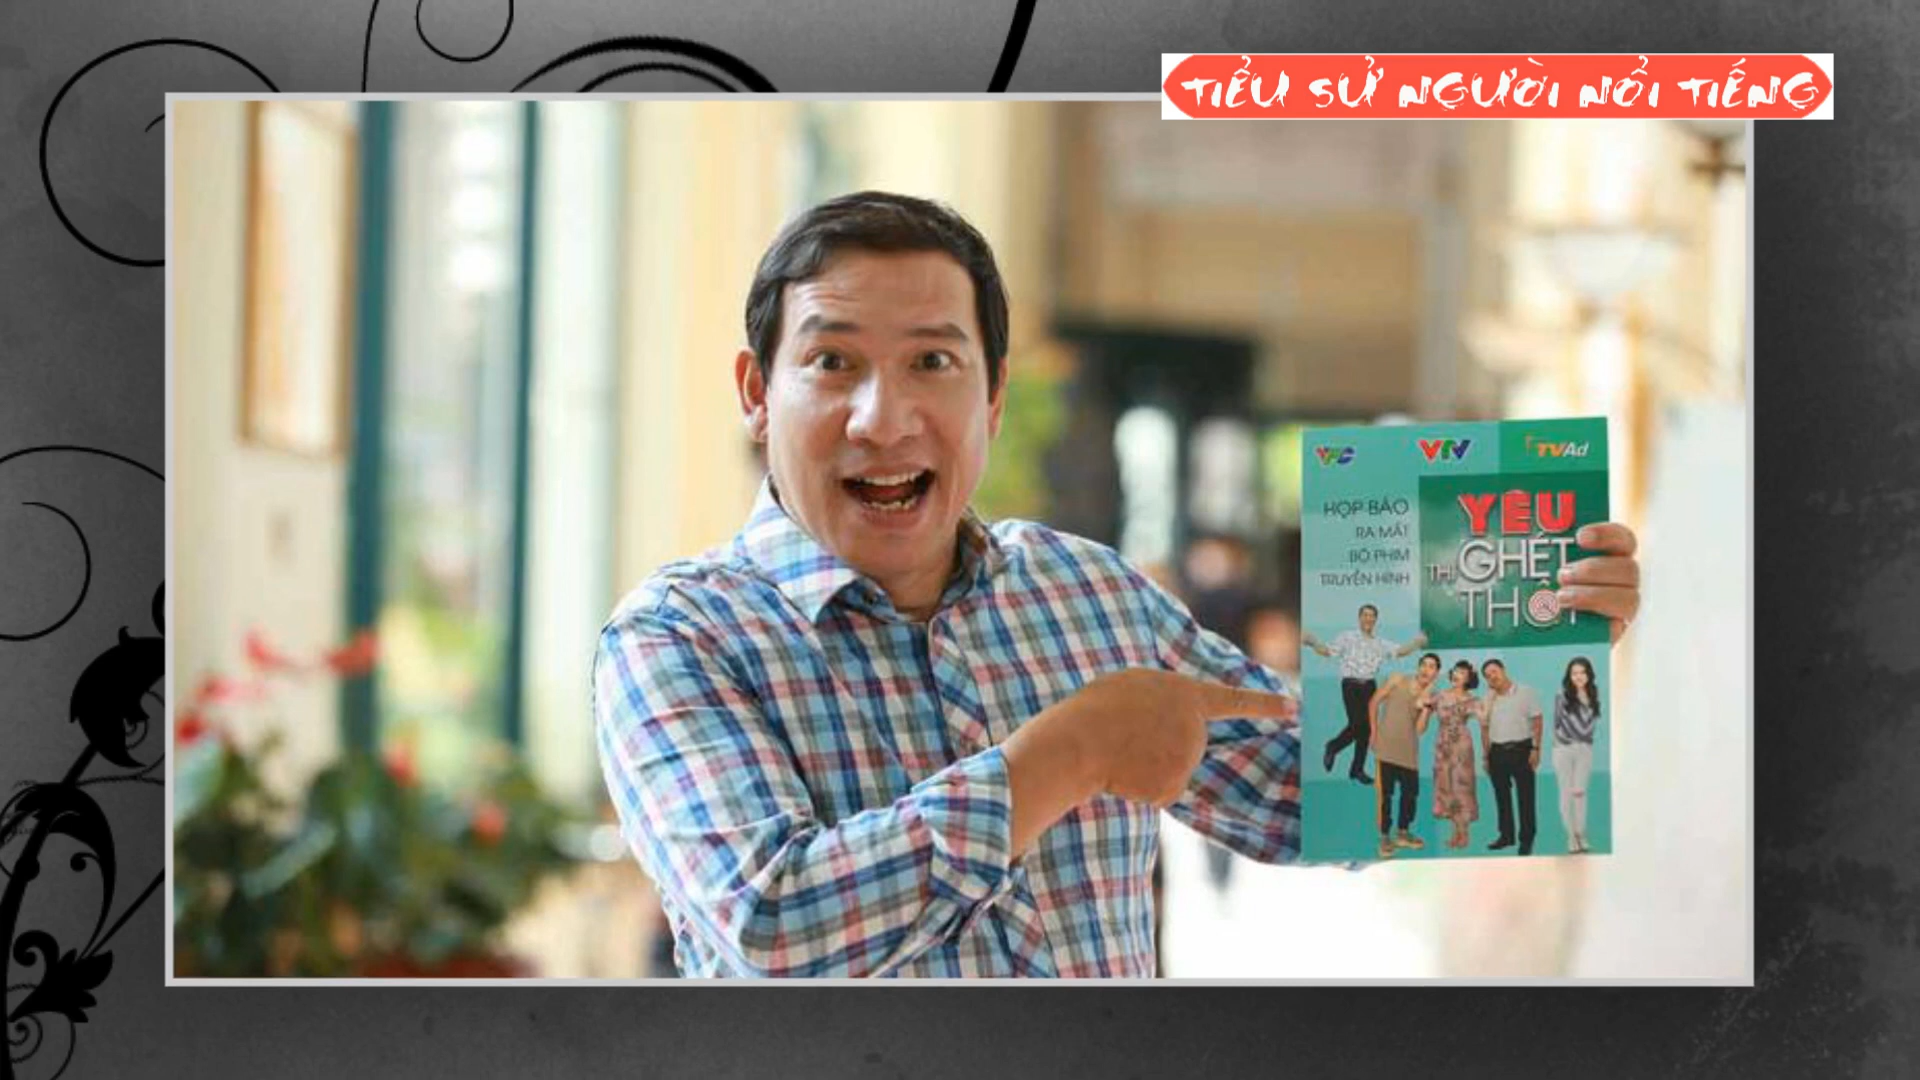 TIỂU SỬ NGƯỜI NỔI TIẾNG
VFC VTV TVAd
HỌP BÁO
RA MẮT
BỘ PHIM
TRUYỀN HÌNH
YÊU
THÌ GHÉT
THÔI